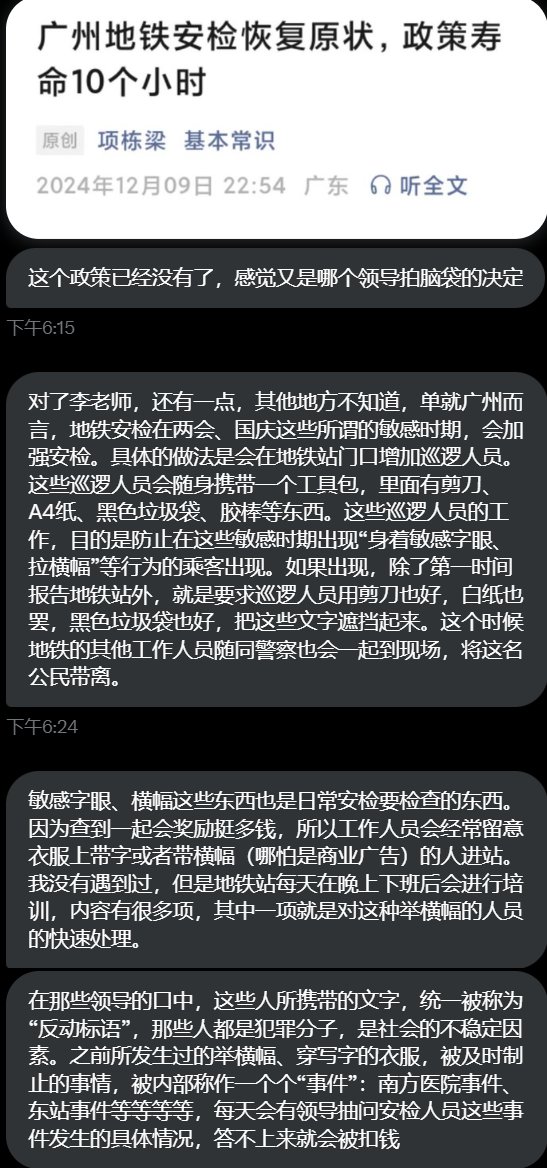 广州地铁安检恢复原状，政策寿
命10个小时
原创 项栋梁 基本常识
2024年12月09日 22:54 广东 听全文
这个政策已经没有了，感觉又是哪个领导拍脑袋的决定
下午6:15
对了李老师，还有一点，其他地方不知道，单就广州而
言，地铁安检在两会、国庆这些所谓的敏感时期，会加
强安检。具体的做法是会在地铁站门口增加巡逻人员。
这些巡逻人员会随身携带一个工具包，里面有剪刀、
A4纸、黑色垃圾袋、胶棒等东西。这些巡逻人员的工
作，目的是防止在这些敏感时期出现“身着敏感字眼、
拉横幅”等行为的乘客出现。如果出现，除了第一时间
报告地铁站外，就是要求巡逻人员用剪刀也好，白纸也
罢，黑色垃圾袋也好，把这些文字遮挡起来。这个时候
地铁的其他工作人员随同警察也会一起到现场，将这名
公民带离。
下午6:24
敏感字眼、横幅这些东西也是日常安检要检查的东西。
因为查到一起会奖励挺多钱，所以工作人员会经常留意
衣服上带字或者带横幅（哪怕是商业广告）的人进站。
我没有遇到过，但是地铁站每天在晚上下班后会进行培
训，内容有很多项，其中一项就是对这种举横幅的人员
的快速处理。
在那些领导的口中，这些人所携带的文字，统一被称为
“反动标语”，那些人都是犯罪分子，是社会的不稳定因
素。之前所发生过的举横幅、穿写字的衣服，被及时制
止的事情，被内部称作一个个“事件”：南方医院事件、
东站事件等等等等，每天会有领导抽问安检人员这些事
件发生的具体情况，答不上来就会被扣钱